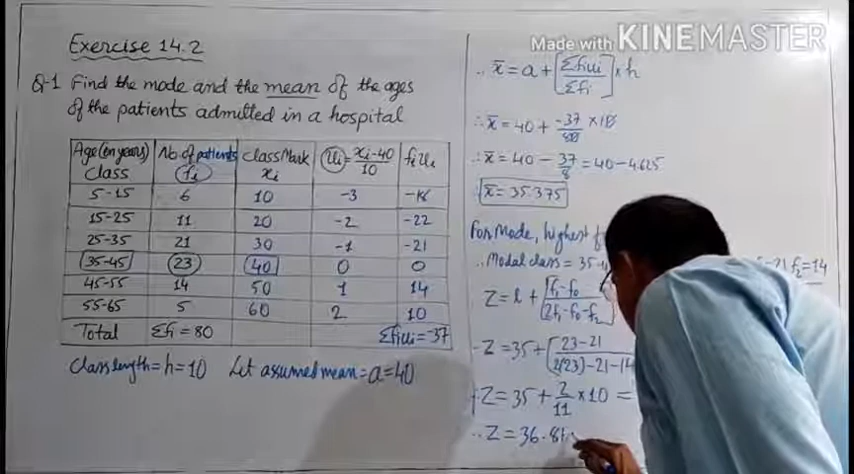 Exercise 14.2
Q-1 Find the mode and the mean of the ages
of the patients admitted in a hospital
Age (en years) Class | No of patients fi | Class Mark xi | ui = xi-40/10 | fiui
5-15 | 6 | 10 | -3 | -18
15-25 | 11 | 20 | -2 | -22
25-35 | 21 | 30 | -1 | -21
35-45 | 23 | 40 | 0 | 0
45-55 | 14 | 50 | 1 | 14
55-65 | 5 | 60 | 2 | 10
Total | Σfi = 80 | Σfiui = -37
Class length = h = 10 Let assumed mean = a = 40
Made with KINEMASTER
∴ x̄ = a + [Σfiui/Σfi] × h
∴ x̄ = 40 + -37/80 × 10
∴ x̄ = 40 - 37/8 = 40 - 4.625
x̄ = 35.375
For Mode, highest
∴ Modal class = 35-4 -21 f2 = 14
Z = l + [f1-f0/2f1-f0-f2]
Z = 35 + [23-21/2(23)-21-14
Z = 35 + 2/11 × 10 =
∴ Z = 36.81